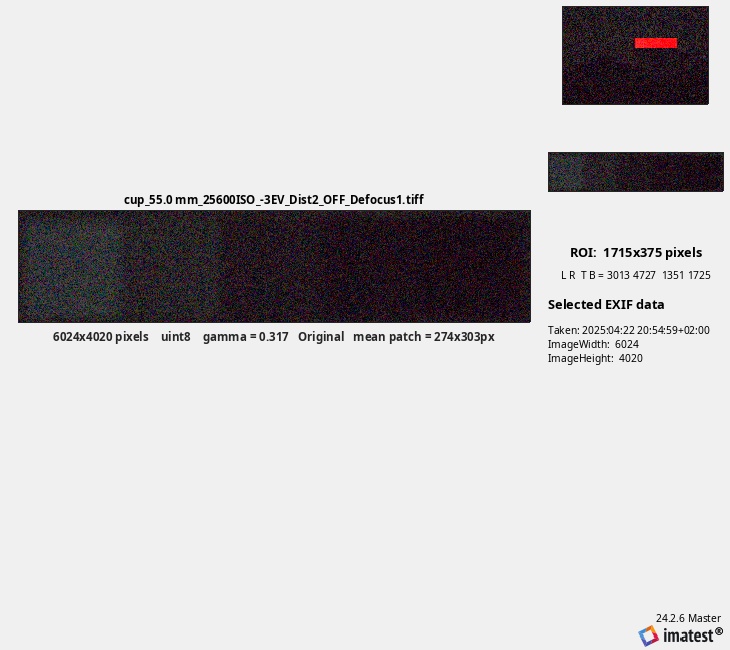 cup_55.0 mm_25600ISO_-3EV_Dist2_OFF_Defocus1.tiff
6024x4020 pixels uint8 gamma = 0.317 Original mean patch = 274x303px
ROI: 1715x375 pixels
L R T B = 3013 4727 1351 1725
Selected EXIF data
Taken: 2025:04:22 20:54:59+02:00
ImageWidth: 6024
ImageHeight: 4020
24.2.6 Master
imatest®